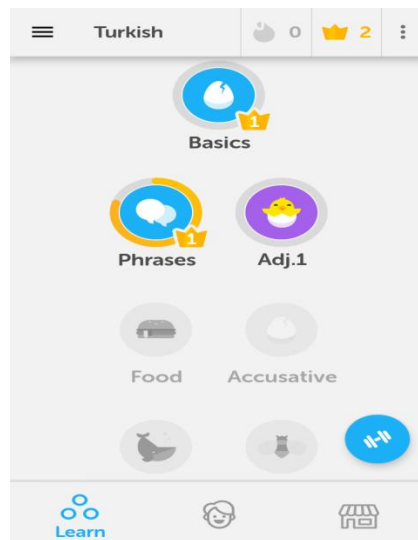 Turkish 0 2
1
Basics
1
Phrases Adj.1
Food Accusative
Learn